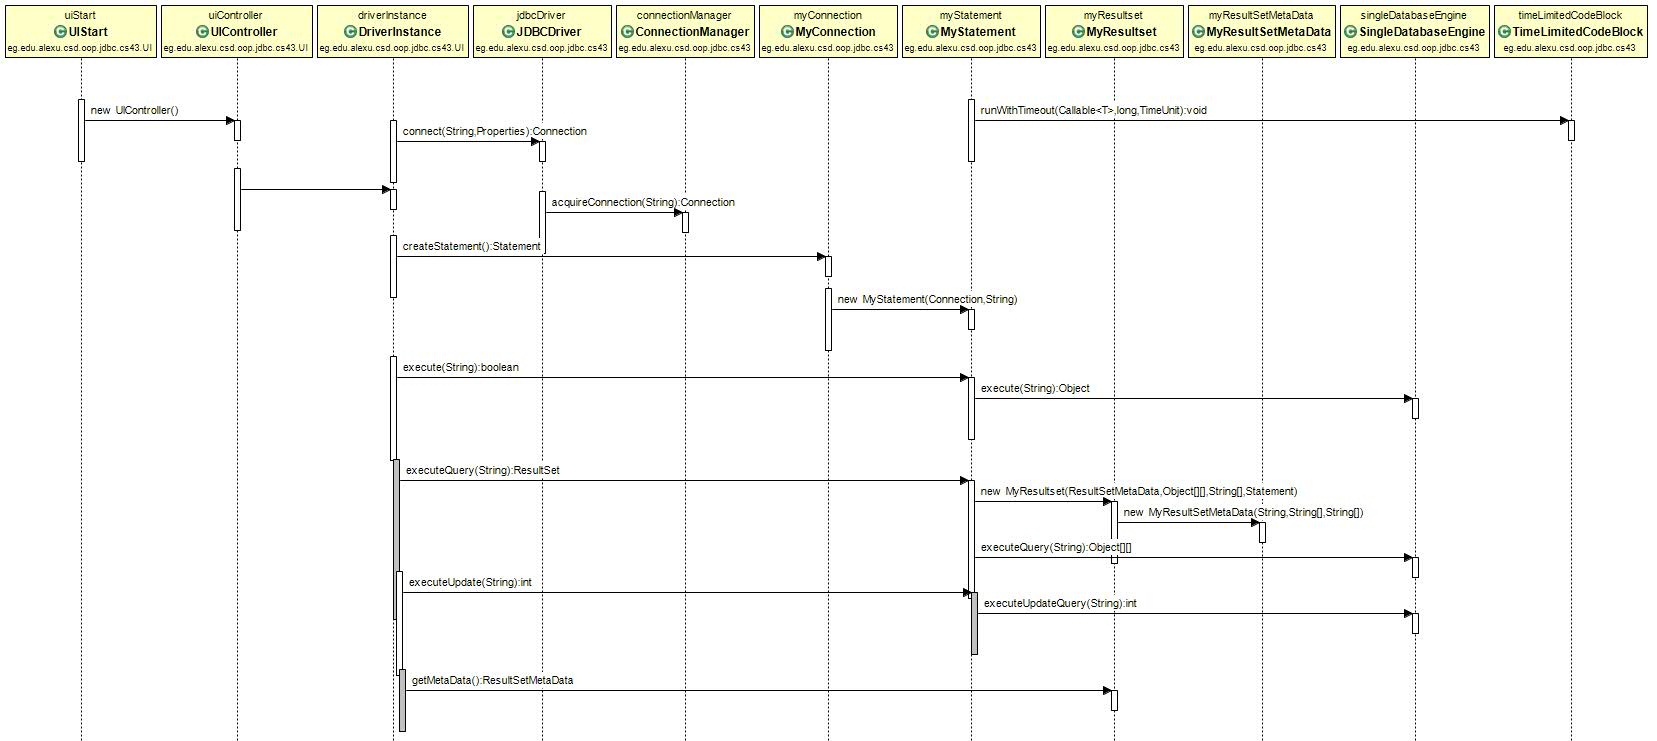 uiStart
UIStart
eg.edu.alexu.csd.oop.jdbc.cs43.UI
uiController
UIController
eg.edu.alexu.csd.oop.jdbc.cs43.UI
driverInstance
DriverInstance
eg.edu.alexu.csd.oop.jdbc.cs43.UI
jdbcDriver
JDBCDriver
eg.edu.alexu.csd.oop.jdbc.cs43
connectionManager
ConnectionManager
eg.edu.alexu.csd.oop.jdbc.cs43
myConnection
MyConnection
eg.edu.alexu.csd.oop.jdbc.cs43
myStatement
MyStatement
eg.edu.alexu.csd.oop.jdbc.cs43
myResultset
MyResultset
eg.edu.alexu.csd.oop.jdbc.cs43
myResultSetMetaData
MyResultSetMetaData
eg.edu.alexu.csd.oop.jdbc.cs43
singleDatabaseEngine
SingleDatabaseEngine
eg.edu.alexu.csd.oop.jdbc.cs43
timeLimitedCodeBlock
TimeLimitedCodeBlock
eg.edu.alexu.csd.oop.jdbc.cs43
new UIController()
runWithTimeout(Callable<T>,long,TimeUnit):void
connect(String,Properties):Connection
acquireConnection(String):Connection
createStatement():Statement
new MyStatement(Connection,String)
execute(String):boolean
execute(String):Object
executeQuery(String):ResultSet
new MyResultset(ResultSetMetaData,Object[][],String[],Statement)
new MyResultSetMetaData(String,String[],String[])
executeQuery(String):Object[][]
executeUpdate(String):int
executeUpdateQuery(String):int
getMetaData():ResultSetMetaData